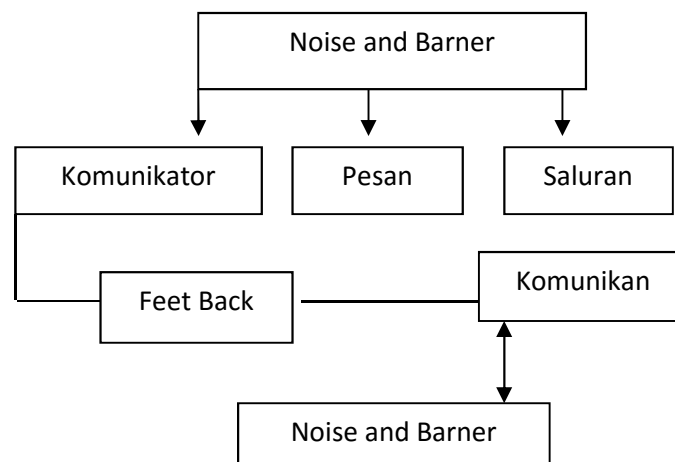 Noise and Barner
Komunikator
Pesan
Saluran
Feet Back
Komunikan
Noise and Barner